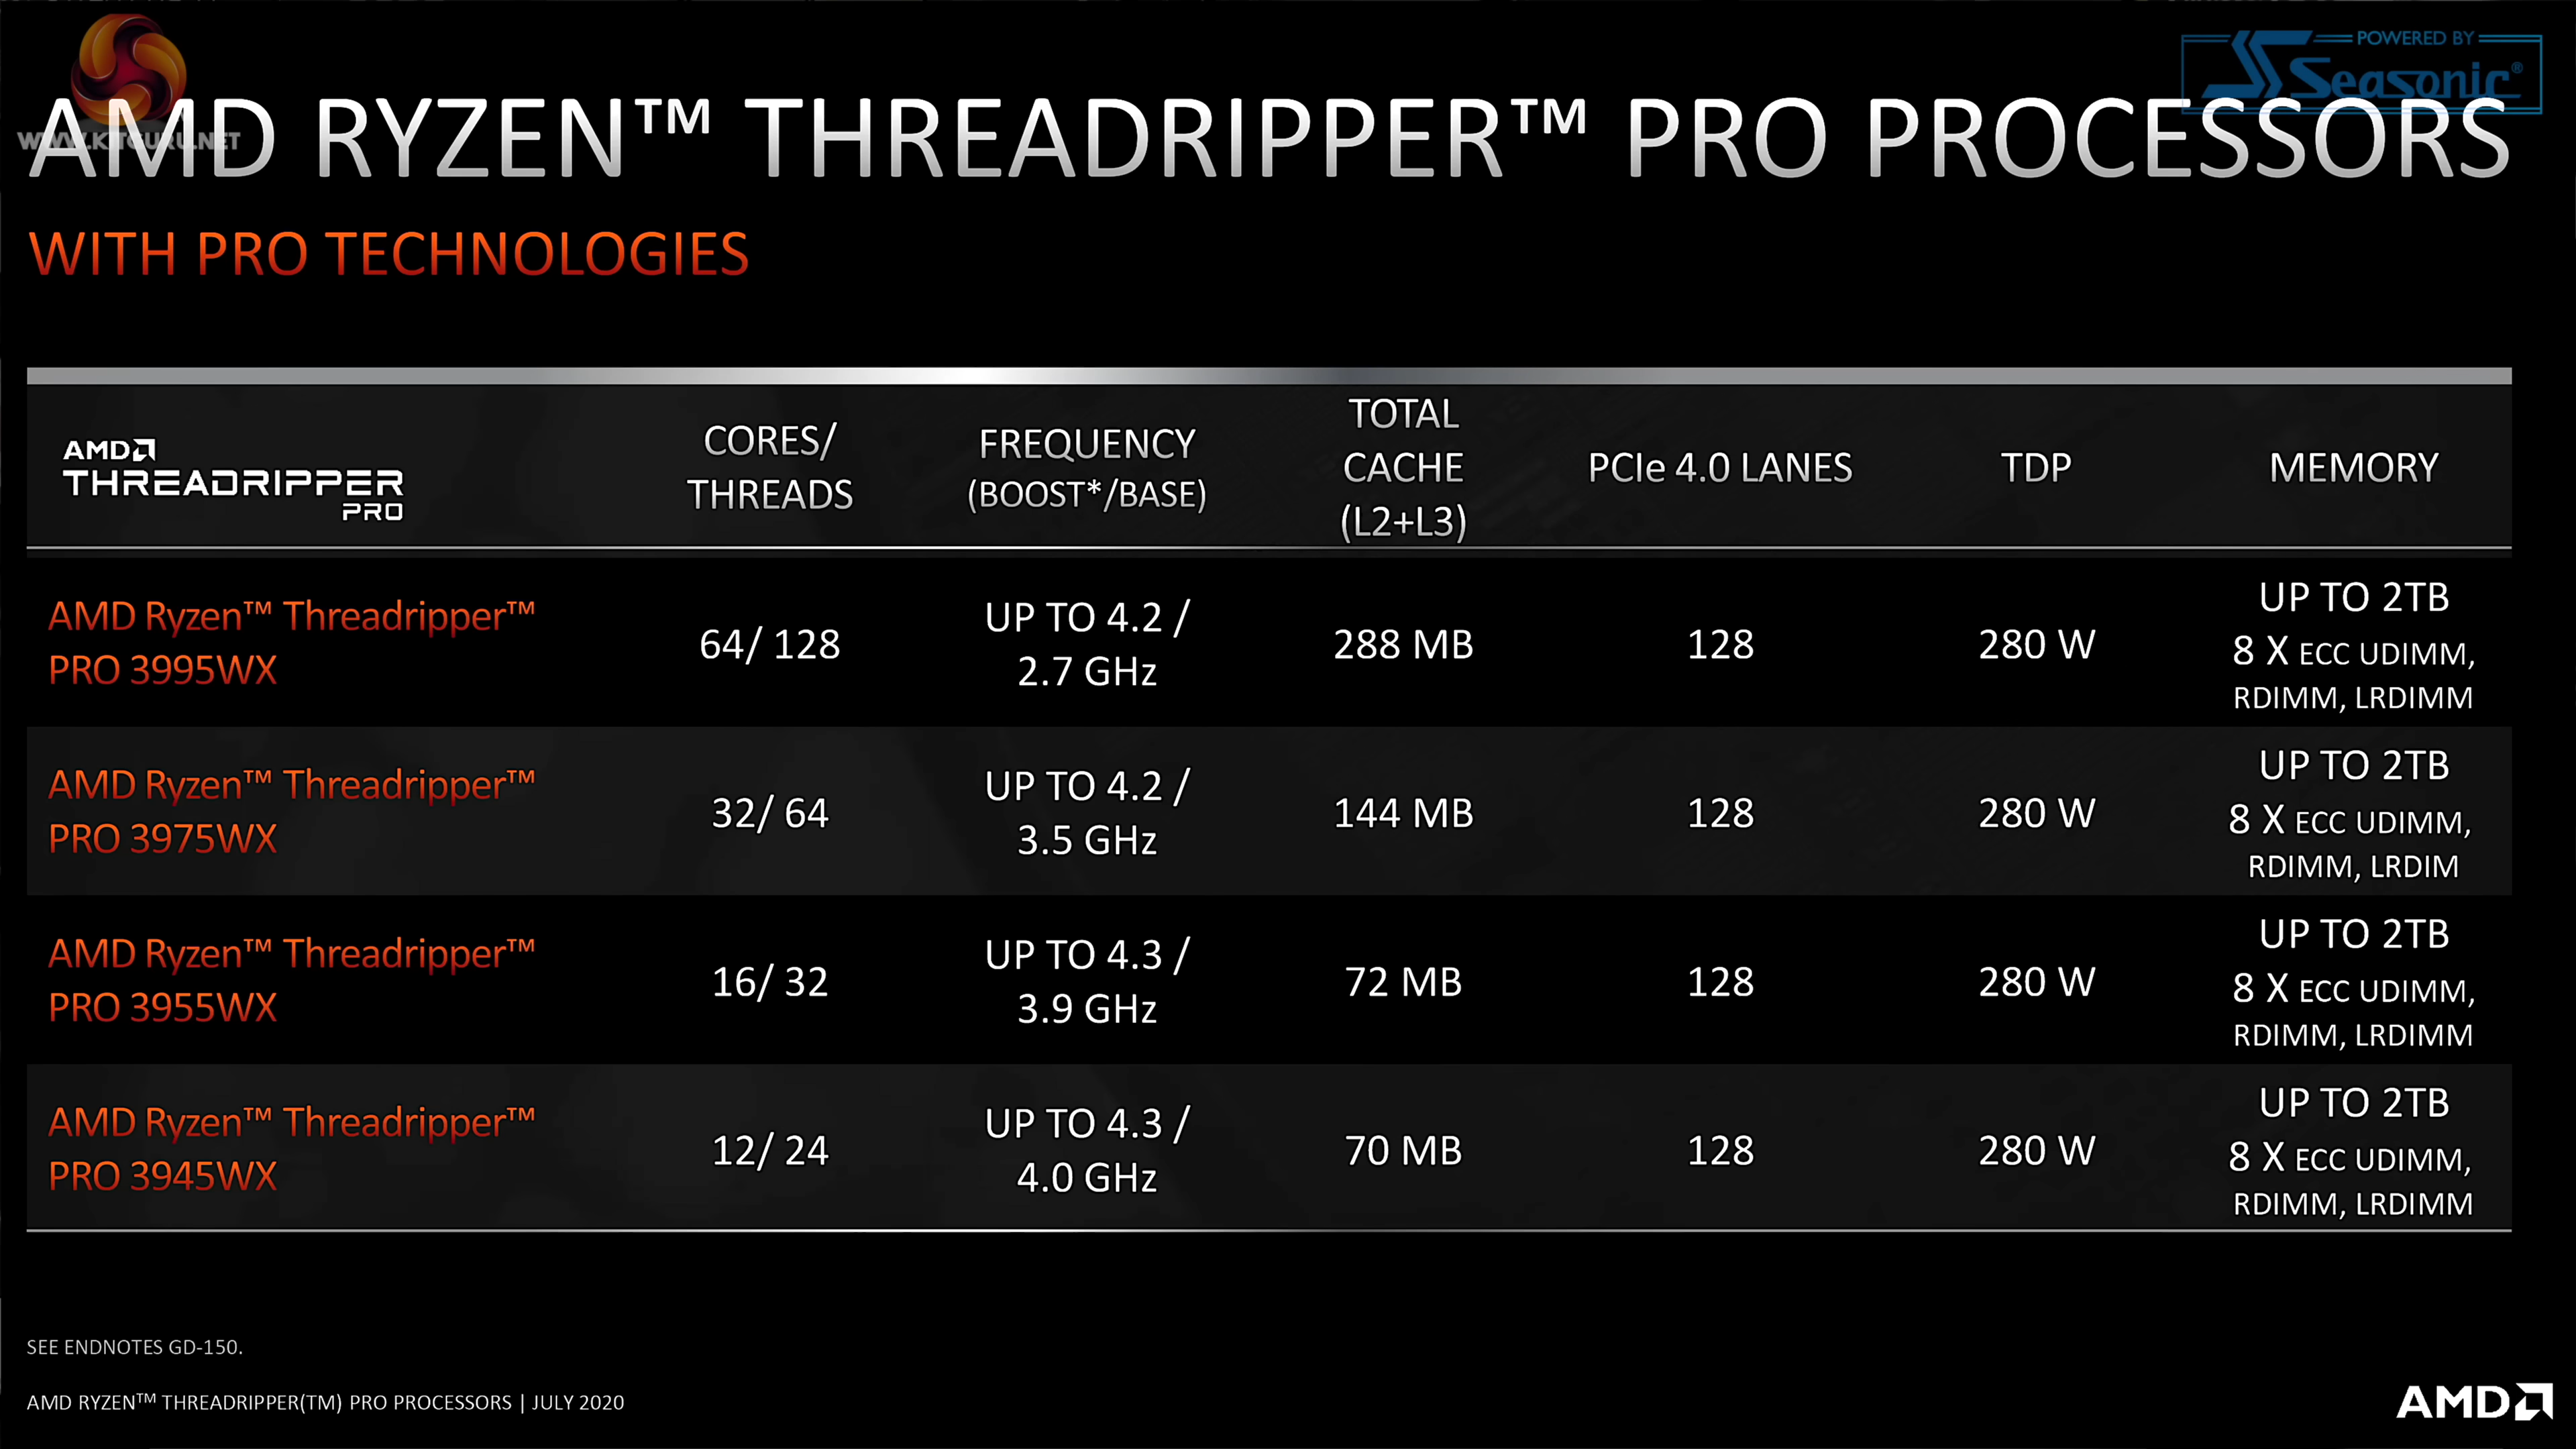 POWERED BY
Seasonic®
WWW.KITGURU.NET
AMD RYZEN™ THREADRIPPER™ PRO PROCESSORS
WITH PRO TECHNOLOGIES
AMD
THREADRIPPER
PRO
CORES/
THREADS
FREQUENCY
(BOOST*/BASE)
TOTAL
CACHE
(L2+L3)
PCIe 4.0 LANES
TDP
MEMORY
AMD Ryzen™ Threadripper™
PRO 3995WX
64/ 128
UP TO 4.2 /
2.7 GHz
288 MB
128
280 W
UP TO 2TB
8 X ECC UDIMM,
RDIMM, LRDIMM
AMD Ryzen™ Threadripper™
PRO 3975WX
32/ 64
UP TO 4.2 /
3.5 GHz
144 MB
128
280 W
UP TO 2TB
8 X ECC UDIMM,
RDIMM, LRDIM
AMD Ryzen™ Threadripper™
PRO 3955WX
16/ 32
UP TO 4.3 /
3.9 GHz
72 MB
128
280 W
UP TO 2TB
8 X ECC UDIMM,
RDIMM, LRDIMM
AMD Ryzen™ Threadripper™
PRO 3945WX
12/ 24
UP TO 4.3 /
4.0 GHz
70 MB
128
280 W
UP TO 2TB
8 X ECC UDIMM,
RDIMM, LRDIMM
SEE ENDNOTES GD-150.
AMD RYZEN™ THREADRIPPER(TM) PRO PROCESSORS | JULY 2020
AMD